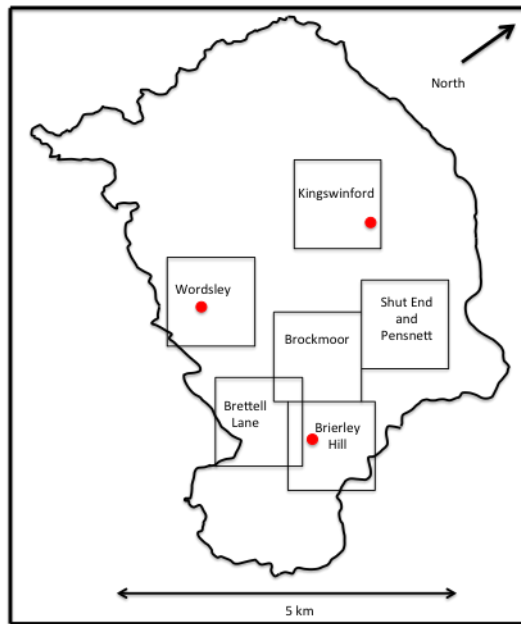 North
Kingswinford
Wordsley
Shut End
and
Pensnett
Brockmoor
Brettell
Lane
Brierley
Hill
5 km